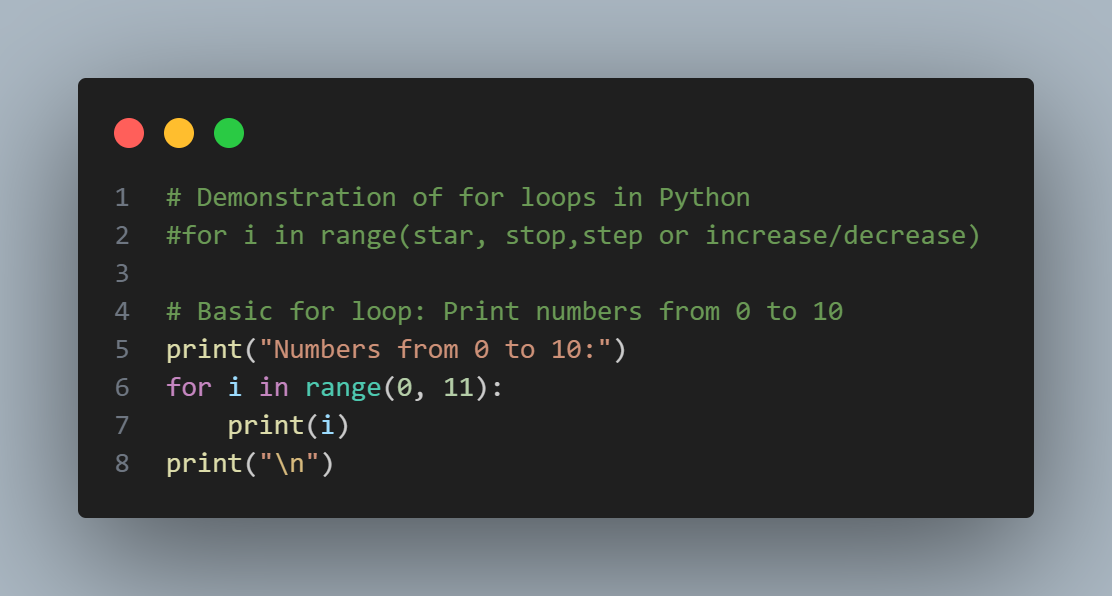 1 # Demonstration of for loops in Python
2 #for i in range(star, stop,step or increase/decrease)
3
4 # Basic for loop: Print numbers from 0 to 10
5 print("Numbers from 0 to 10:")
6 for i in range(0, 11):
7     print(i)
8 print("\n")